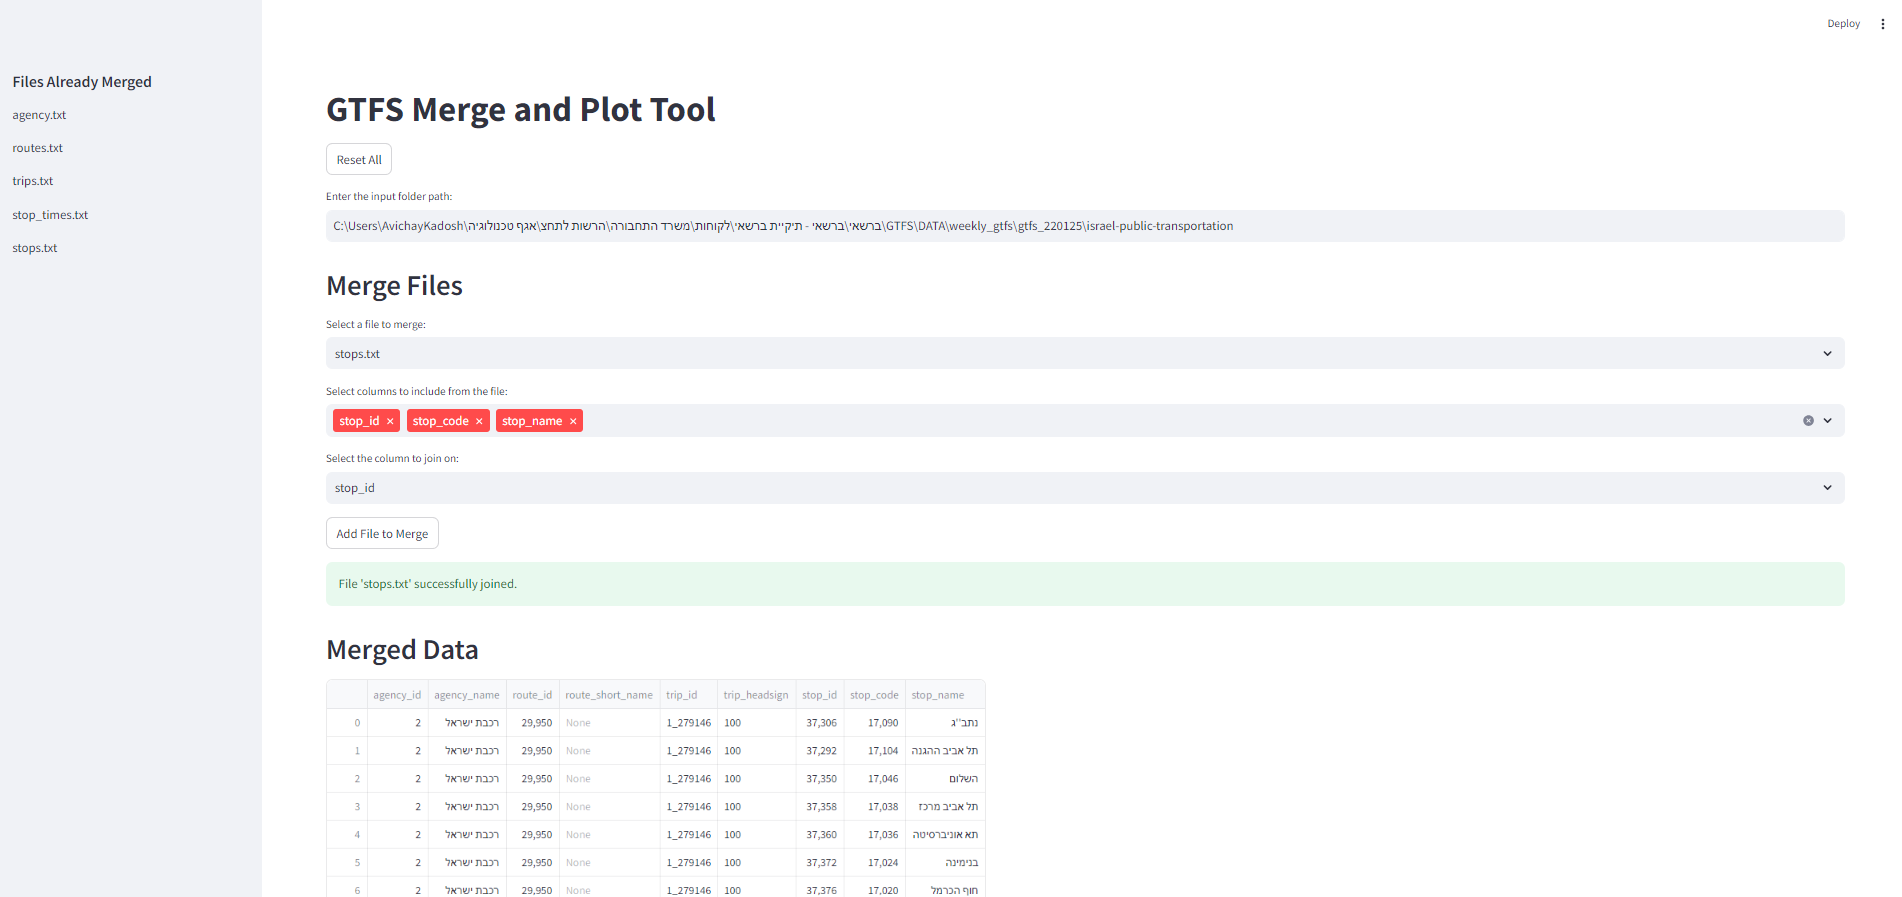 Deploy
Files Already Merged
agency.txt
routes.txt
trips.txt
stop_times.txt
stops.txt
GTFS Merge and Plot Tool
Reset All
Enter the input folder path:
C:\Users\AvichayKadosh\ברשאי\ברשאי - תיקיית ברשאי\לקוחות\משרד התחבורה\הרשות לתחצ\אגף טכנולוגיה\GTFS\DATA\weekly_gtfs\gtfs_220125\israel-public-transportation
Merge Files
Select a file to merge:
stops.txt
Select columns to include from the file:
stop_id stop_code stop_name
Select the column to join on:
stop_id
Add File to Merge
File 'stops.txt' successfully joined.
Merged Data
agency_id agency_name route_id route_short_name trip_id trip_headsign stop_id stop_code stop_name
0 2 רכבת ישראל 29,950 None 1_279146 100 37,306 17,090 נתב''ג
1 2 רכבת ישראל 29,950 None 1_279146 100 37,292 17,104 תל אביב ההגנה
2 2 רכבת ישראל 29,950 None 1_279146 100 37,350 17,046 השלום
3 2 רכבת ישראל 29,950 None 1_279146 100 37,358 17,038 תל אביב מרכז
4 2 רכבת ישראל 29,950 None 1_279146 100 37,360 17,036 תא אוניברסיטה
5 2 רכבת ישראל 29,950 None 1_279146 100 37,372 17,024 בנימינה
6 2 רכבת ישראל 29,950 None 1_279146 100 37,376 17,020 חוף הכרמל